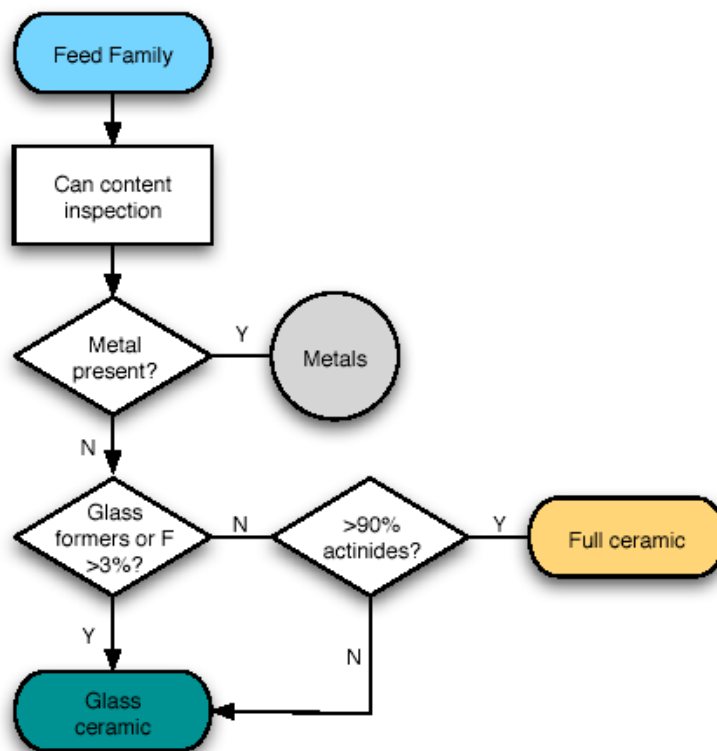 Feed Family
Can content
inspection
Metal
present?
Y
Metals
N
Glass
formers or F
>3%?
N
>90%
actinides?
Y
Full ceramic
Y
N
Glass
ceramic